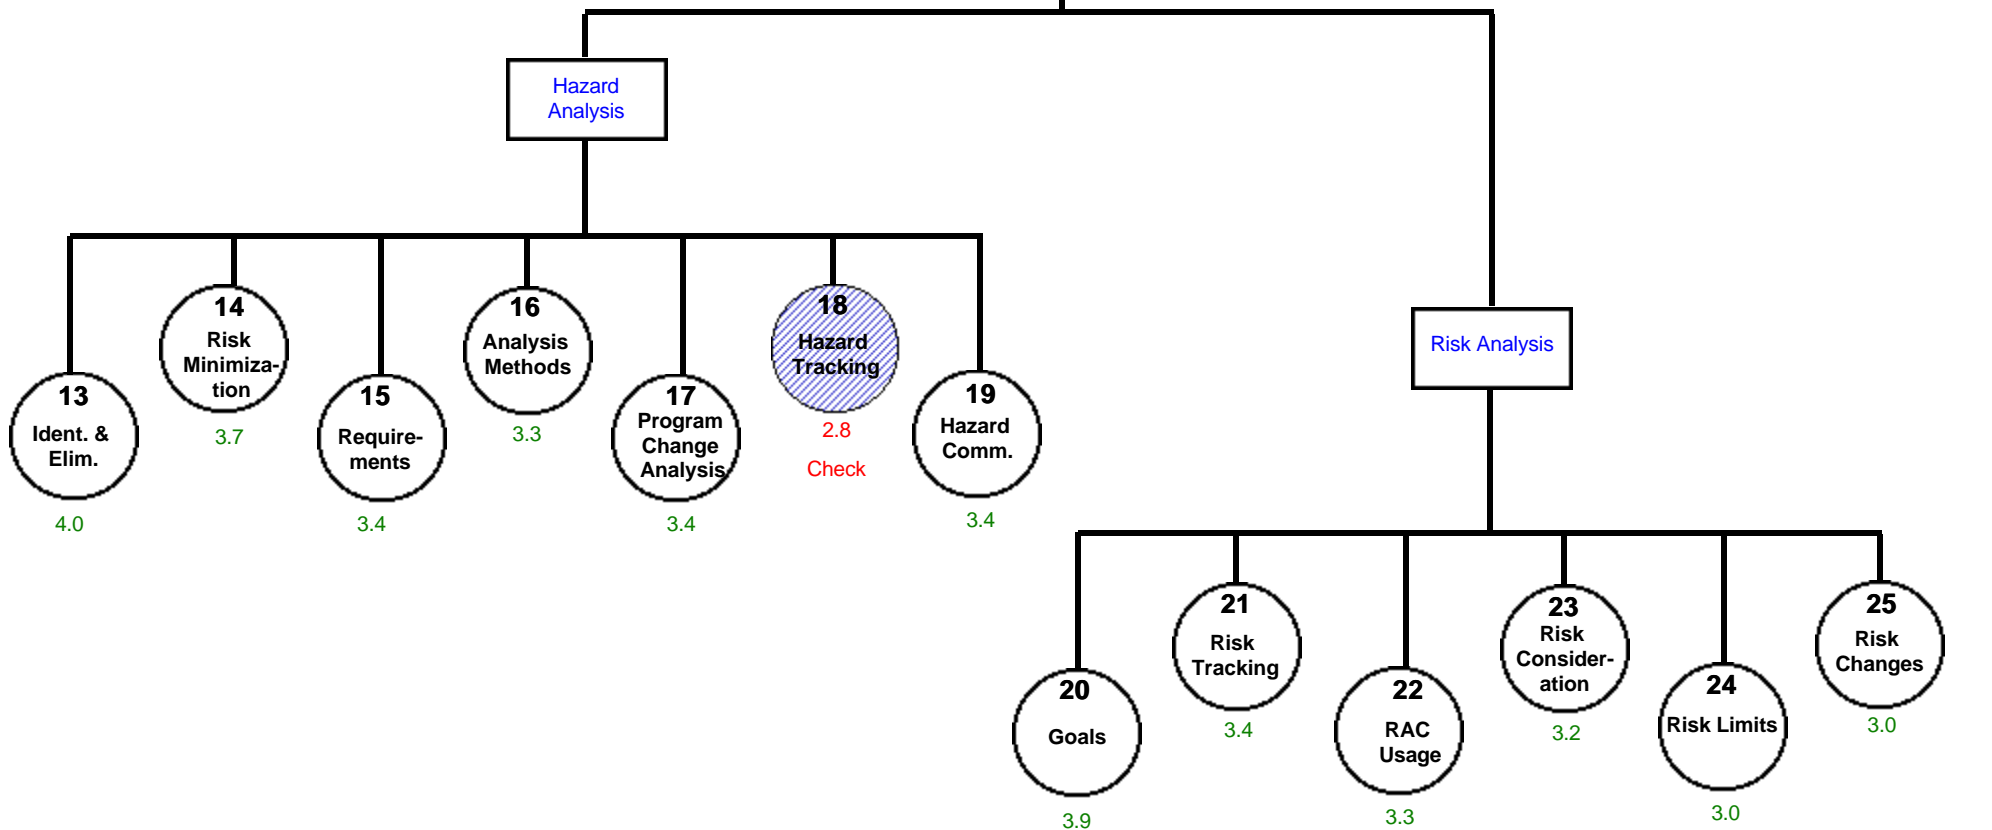 Hazard
Analysis
13
Ident. &
Elim.
4.0
14
Risk
Minimiza-
tion
3.7
15
Require-
ments
3.4
16
Analysis
Methods
3.3
17
Program
Change
Analysis
3.4
18
Hazard
Tracking
2.8
Check
19
Hazard
Comm.
3.4
Risk Analysis
20
Goals
3.9
21
Risk
Tracking
3.4
22
RAC
Usage
3.3
23
Risk
Consider-
ation
3.2
24
Risk Limits
3.0
25
Risk
Changes
3.0